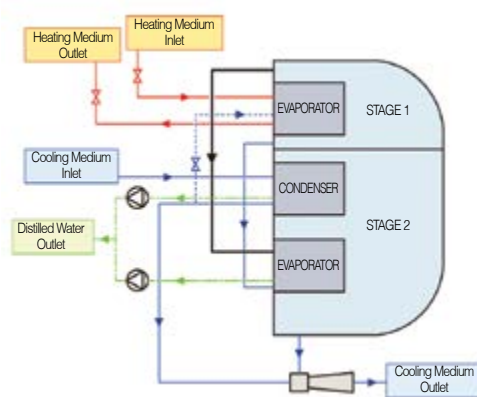 Heating Medium
Inlet
Heating Medium
Outlet
EVAPORATOR
STAGE 1
Cooling Medium
Inlet
CONDENSER
STAGE 2
Distilled Water
Outlet
EVAPORATOR
Cooling Medium
Outlet